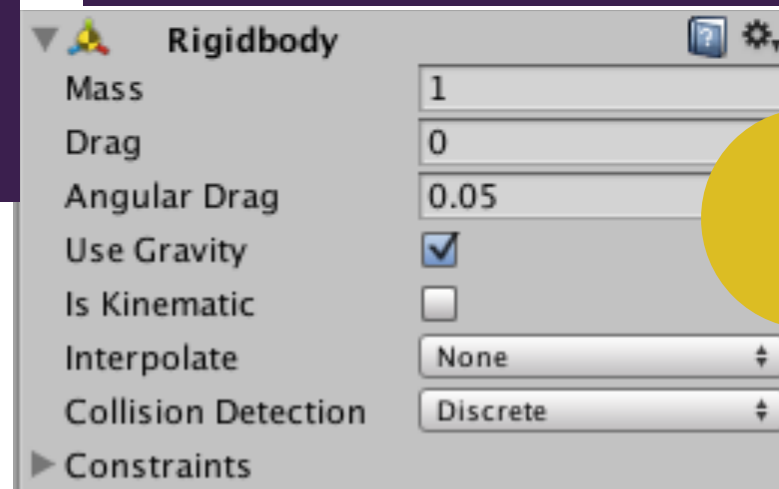 Rigidbody
Mass 1
Drag 0
Angular Drag 0.05
Use Gravity
Is Kinematic
Interpolate None
Collision Detection Discrete
Constraints